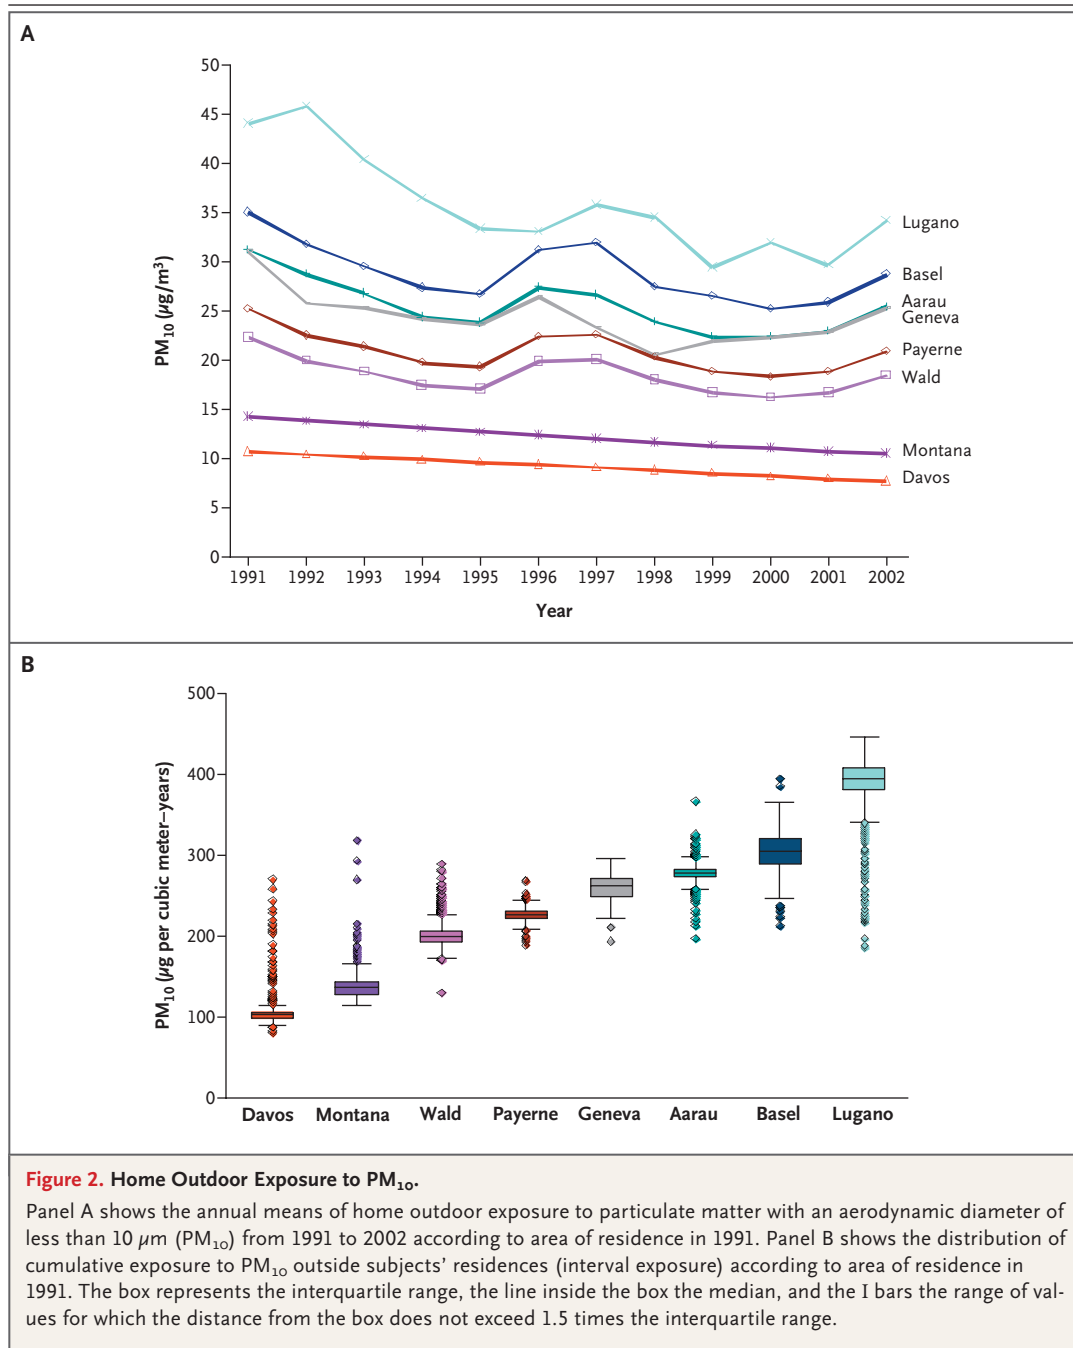 A
50
45
40
35
30
25
20
15
10
5
0
PM10 (µg/m³)
Lugano
Basel
Aarau
Geneva
Payerne
Wald
Montana
Davos
1991 1992 1993 1994 1995 1996 1997 1998 1999 2000 2001 2002
Year
B
500
400
300
200
100
0
PM10 (µg per cubic meter–years)
Davos Montana Wald Payerne Geneva Aarau Basel Lugano
Figure 2. Home Outdoor Exposure to PM10.
Panel A shows the annual means of home outdoor exposure to particulate matter with an aerodynamic diameter of
less than 10 µm (PM10) from 1991 to 2002 according to area of residence in 1991. Panel B shows the distribution of
cumulative exposure to PM10 outside subjects' residences (interval exposure) according to area of residence in
1991. The box represents the interquartile range, the line inside the box the median, and the I bars the range of val-
ues for which the distance from the box does not exceed 1.5 times the interquartile range.